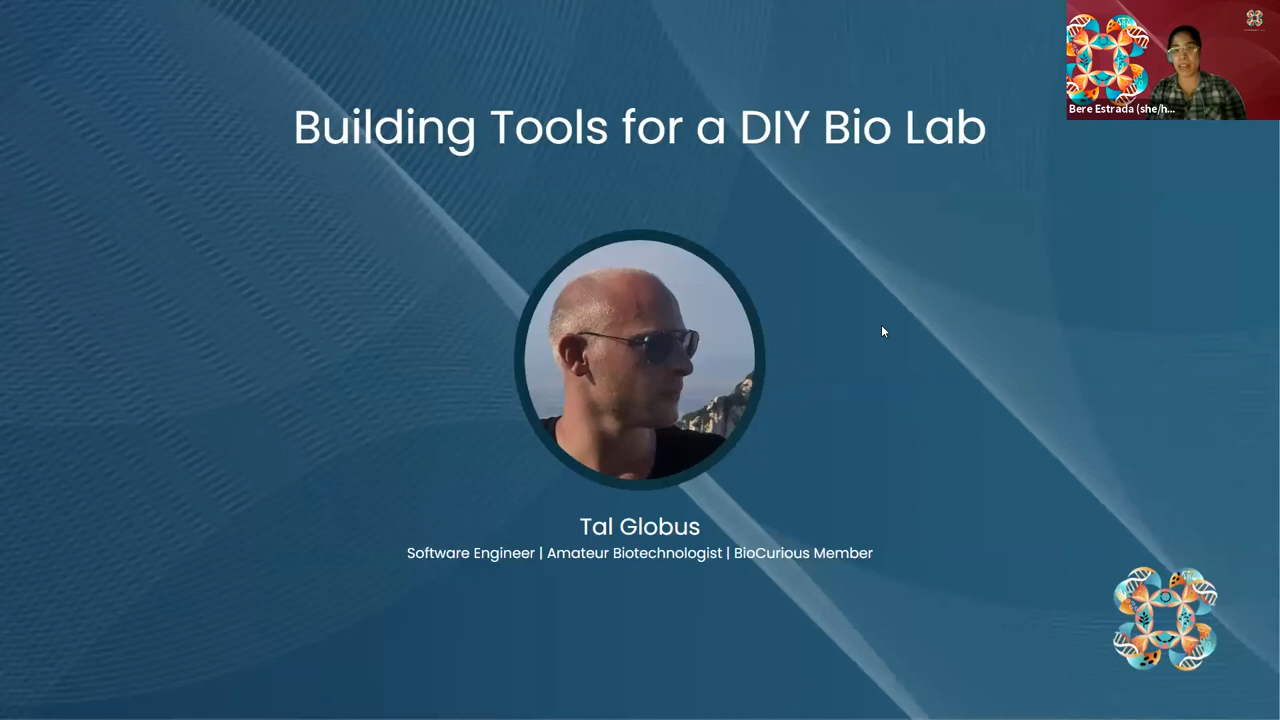 Building Tools for a DIY Bio Lab
Bere Estrada (she/h...
Tal Globus
Software Engineer | Amateur Biotechnologist | BioCurious Member